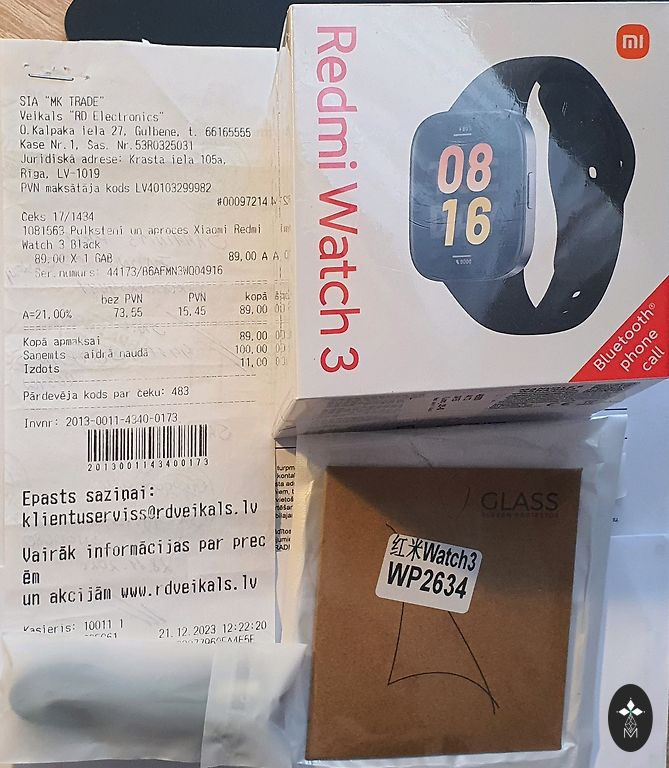 SIA "MK TRADE"
Veikals "RD Electronics"
O.Kalpaka iela 27, Gulbene, t. 66165555
Kase Nr.1, Sas. Nr.53R0325031
Juridiskā adrese: Krasta iela 105a,
Rīga, LV-1019
PVN maksātāja kods LV40103299982
#00097214
Čeks 17/1434
1081563 Pulksteņi un aproces Xiaomi Redmi
Watch 3 Black
89,00 X 1 GAB 89,00 A
Ser.numurs: 44173/B6AFMN3WQ04916
bez PVN PVN kopā
A=21,00% 73,55 15,45 89,00
Kopā apmaksai 89,00
Saņemts skaidrā naudā 100,00
Izdots 11,00
Pārdevēja kods par čeku: 483
Invnr: 2013-0011-4340-0173
2013001143400173
Epasts saziņai:
klientuserviss@rdveikals.lv
Vairāk informācijas par prec
ēm
un akcijām www.rdveikals.lv
Kasieris: 10011 1
21.12.2023 12:22:20
Redmi Watch 3
mi
08
16
Bluetooth®
phone
call
GLASS
SCREEN PROTECTOR
红米Watch3
WP2634